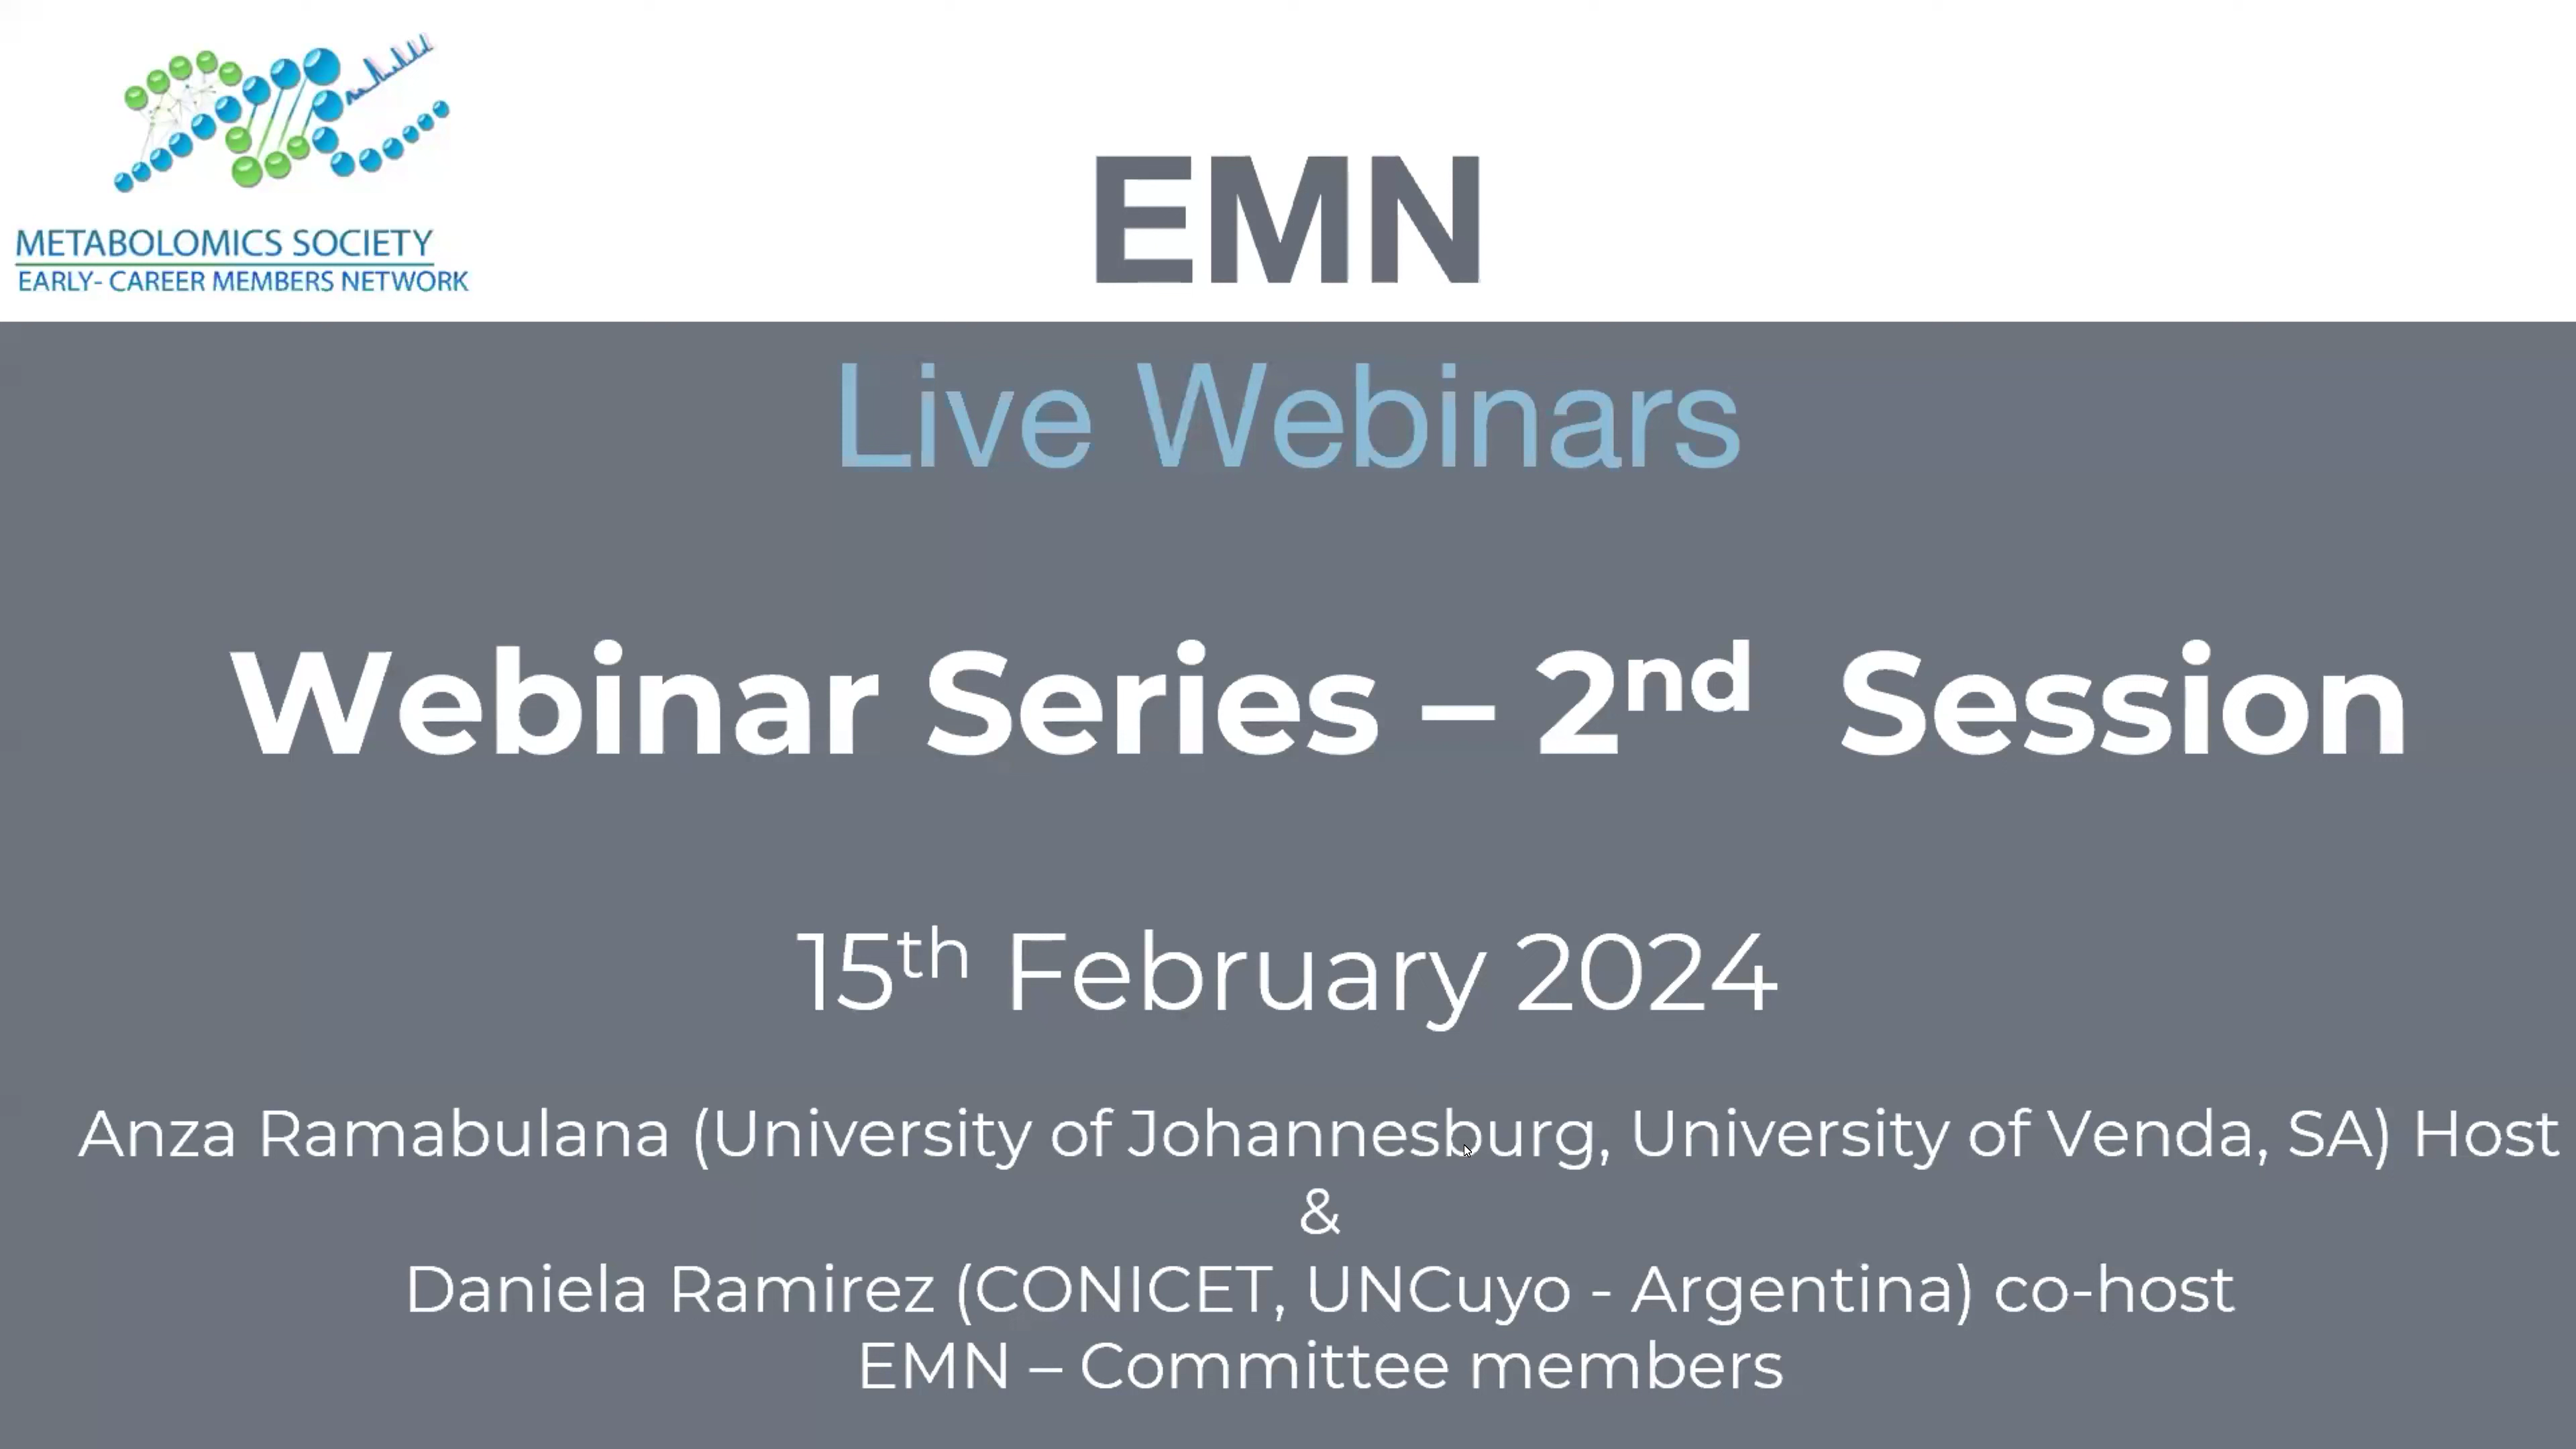 METABOLOMICS SOCIETY
EARLY- CAREER MEMBERS NETWORK
EMN
Live Webinars
Webinar Series – 2nd Session
15th February 2024
Anza Ramabulana (University of Johannesburg, University of Venda, SA) Host
&
Daniela Ramirez (CONICET, UNCuyo - Argentina) co-host
EMN – Committee members